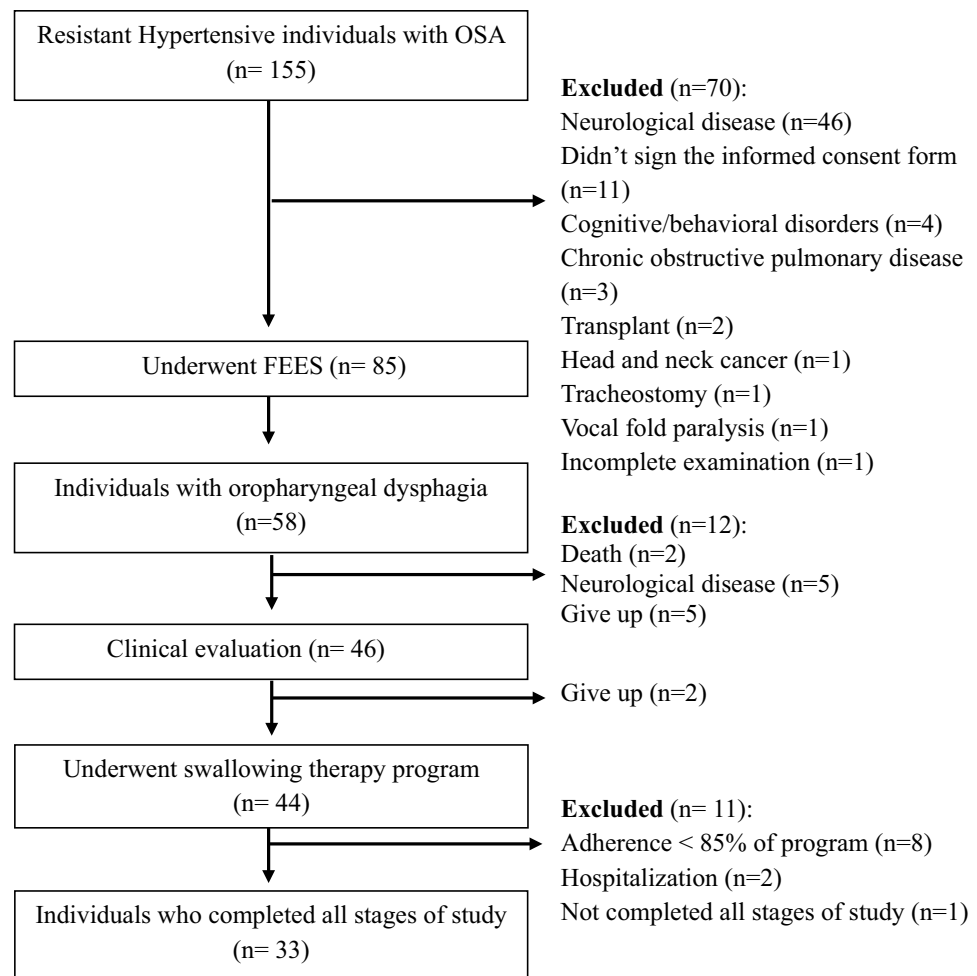 Resistant Hypertensive individuals with OSA
(n= 155)
Excluded (n=70):
Neurological disease (n=46)
Didn’t sign the informed consent form
(n=11)
Cognitive/behavioral disorders (n=4)
Chronic obstructive pulmonary disease
(n=3)
Transplant (n=2)
Head and neck cancer (n=1)
Tracheostomy (n=1)
Vocal fold paralysis (n=1)
Incomplete examination (n=1)
Underwent FEES (n= 85)
Individuals with oropharyngeal dysphagia
(n=58)
Excluded (n=12):
Death (n=2)
Neurological disease (n=5)
Give up (n=5)
Clinical evaluation (n= 46)
Give up (n=2)
Underwent swallowing therapy program
(n= 44)
Excluded (n= 11):
Adherence < 85% of program (n=8)
Hospitalization (n=2)
Not completed all stages of study (n=1)
Individuals who completed all stages of study
(n= 33)